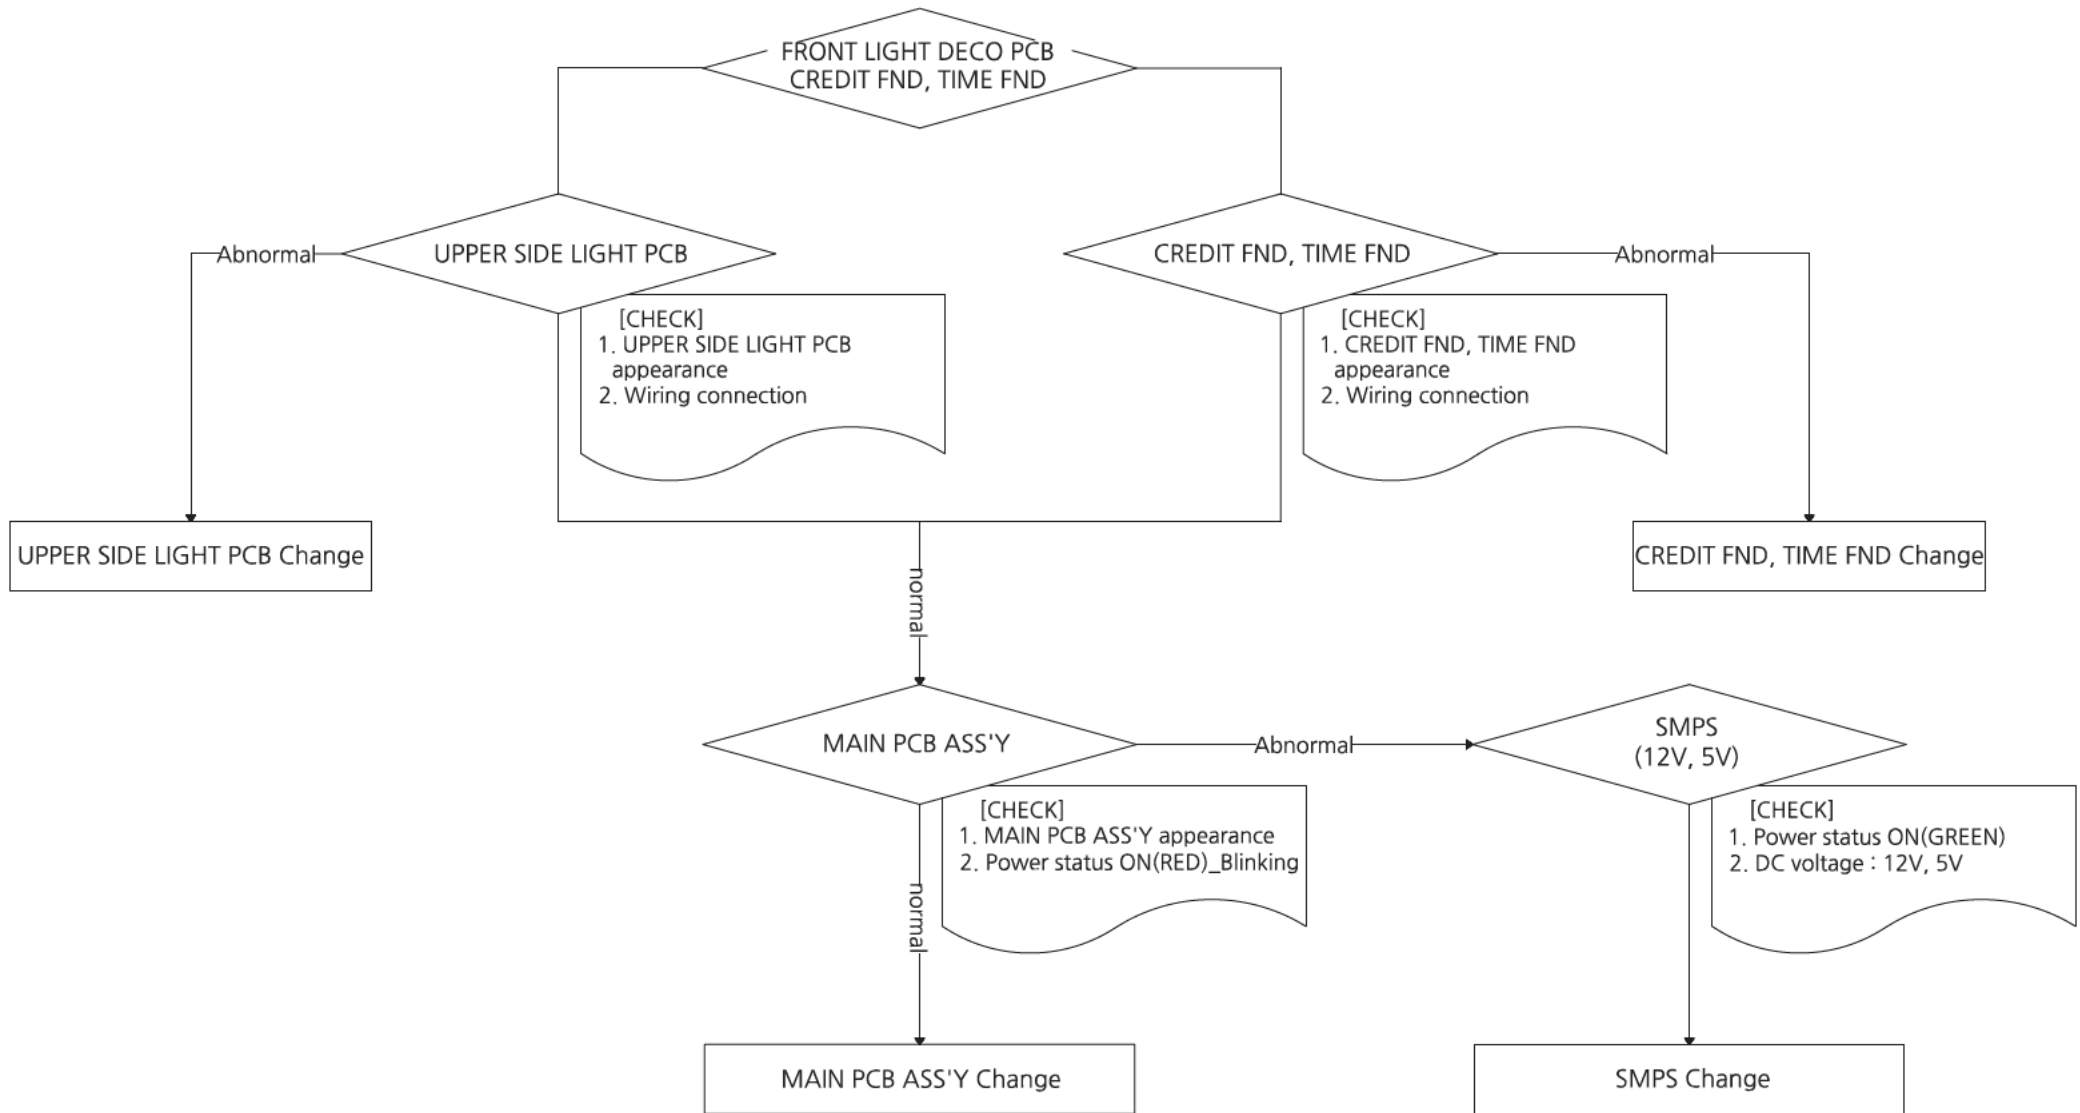 FRONT LIGHT DECO PCB
CREDIT FND, TIME FND
Abnormal
UPPER SIDE LIGHT PCB
CREDIT FND, TIME FND
Abnormal
[CHECK]
1. UPPER SIDE LIGHT PCB
appearance
2. Wiring connection
[CHECK]
1. CREDIT FND, TIME FND
appearance
2. Wiring connection
UPPER SIDE LIGHT PCB Change
CREDIT FND, TIME FND Change
normal
MAIN PCB ASS'Y
Abnormal
SMPS
(12V, 5V)
[CHECK]
1. MAIN PCB ASS'Y appearance
2. Power status ON(RED)_Blinking
[CHECK]
1. Power status ON(GREEN)
2. DC voltage : 12V, 5V
normal
MAIN PCB ASS'Y Change
SMPS Change